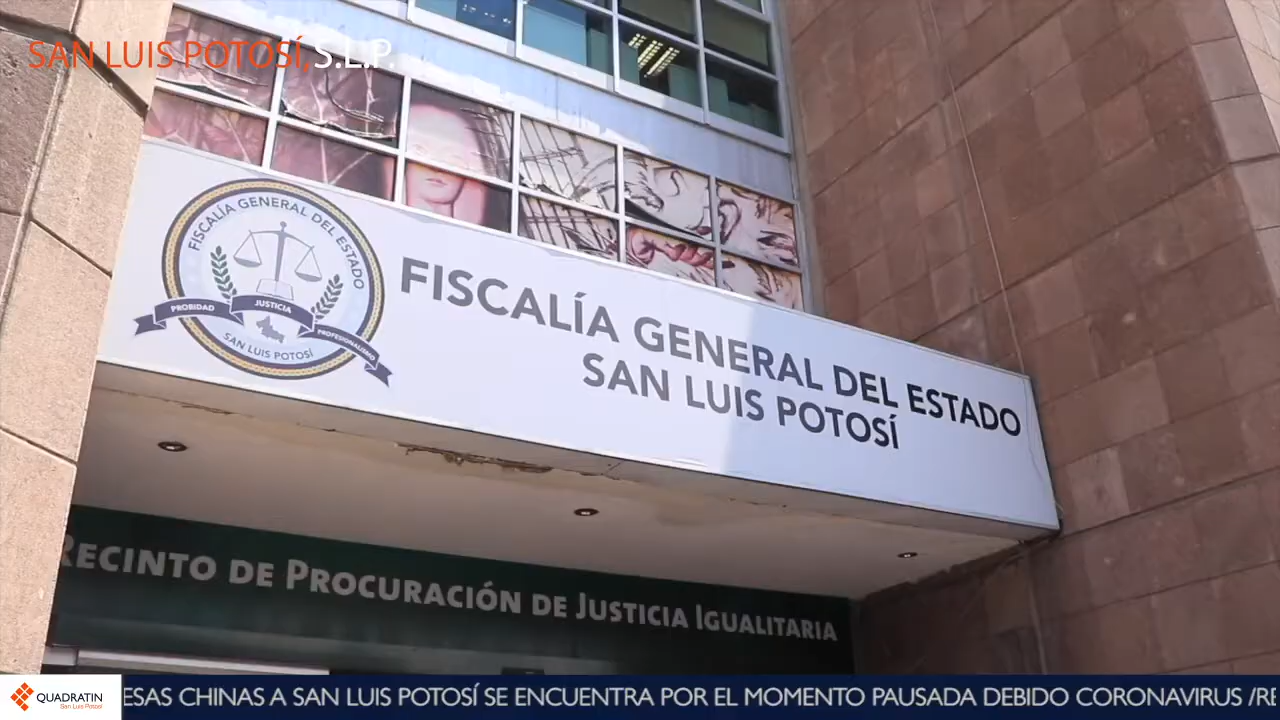 SAN LUIS POTOSÍ, S.L.P.
FISCALÍA GENERAL DEL ESTADO
PROBIDAD
JUSTICIA
PROFESIONALISMO
SAN LUIS POTOSÍ
FISCALÍA GENERAL DEL ESTADO
SAN LUIS POTOSÍ
RECINTO DE PROCURACIÓN DE JUSTICIA IGUALITARIA
QUADRATIN
San Luis Potosí
ESAS CHINAS A SAN LUIS POTOSÍ SE ENCUENTRA POR EL MOMENTO PAUSADA DEBIDO CORONAVIRUS /RE